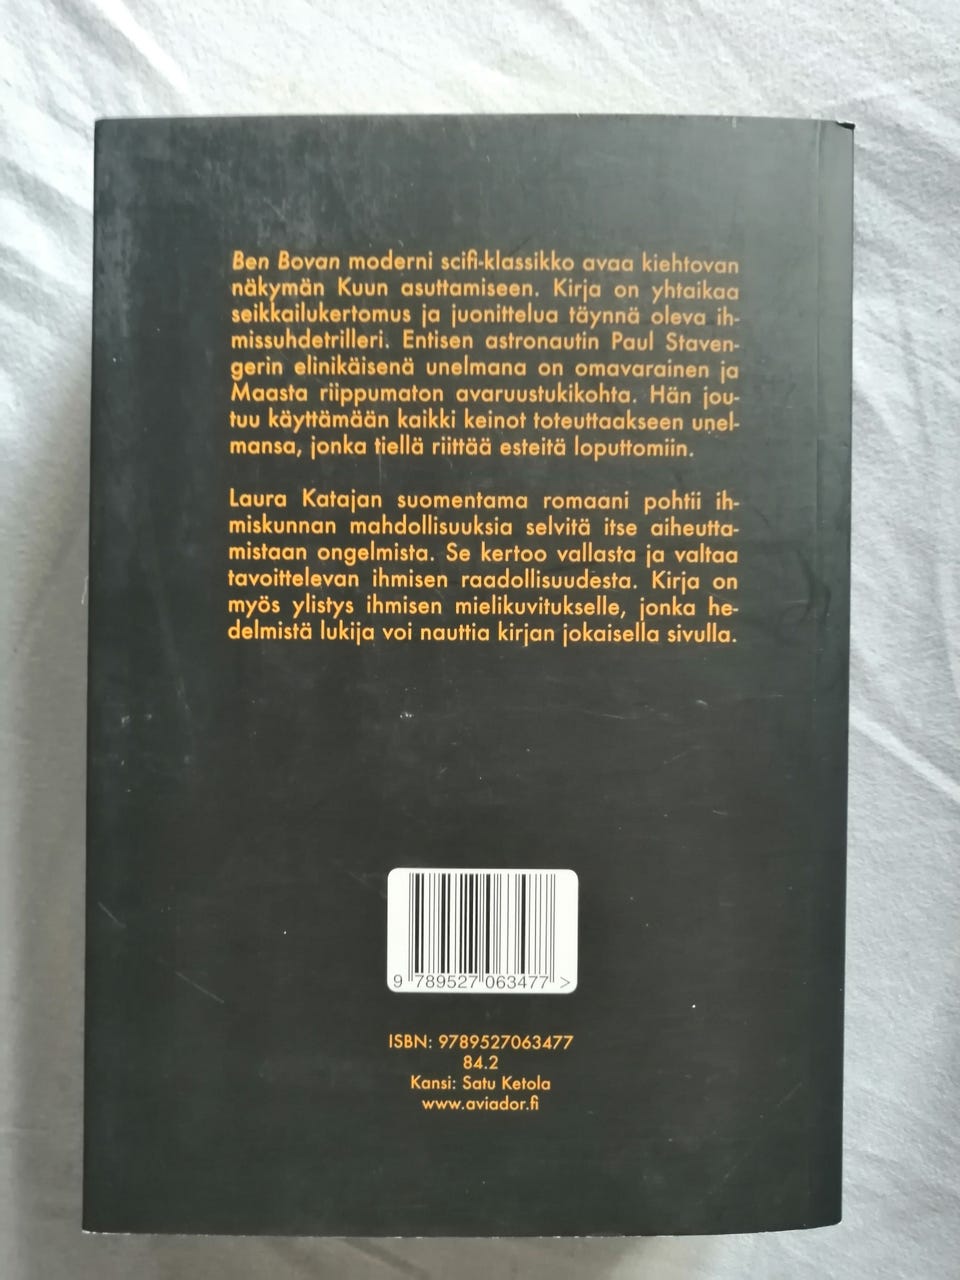 Ben Bovan moderni scifi-klassikko avaa kiehtovan
näkymän Kuun asuttamiseen. Kirja on yhtaikaa
seikkailukertomus ja juonittelua täynnä oleva ih-
missuhdetrilleri. Entisen astronautin Paul Staven-
gerin elinikäisenä unelmana on omavarainen ja
Maasta riippumaton avaruustukikohta. Hän jou-
tuu käyttämään kaikki keinot toteuttaakseen unel-
mansa, jonka tiellä riittää esteitä loputtomiin.
Laura Katajan suomentama romaani pohtii ih-
miskunnan mahdollisuuksia selvitä itse aiheutta-
mistaan ongelmista. Se kertoo vallasta ja valtaa
tavoittelevan ihmisen raadollisuudesta. Kirja on
myös ylistys ihmisen mielikuvitukselle, jonka he-
delmistä lukija voi nauttia kirjan jokaisella sivulla.
9 789527 063477 >
ISBN: 9789527063477
84.2
Kansi: Satu Ketola
www.aviador.fi